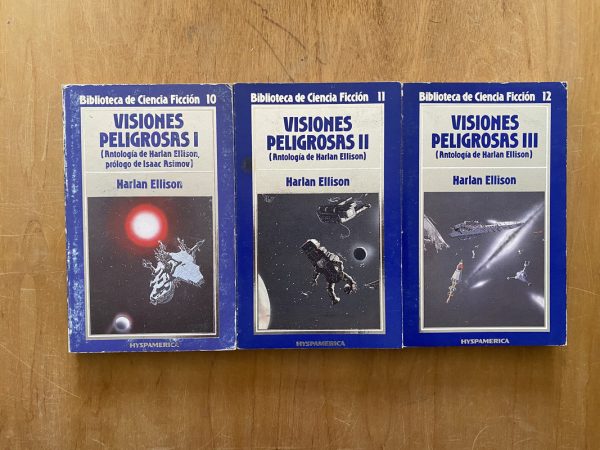 Biblioteca de Ciencia Ficción 10
VISIONES
PELIGROSAS I
(Antología de Harlan Ellison,
prólogo de Isaac Asimov)
Harlan Ellison
HYSPAMERICA
Biblioteca de Ciencia Ficción 11
VISIONES
PELIGROSAS II
(Antología de Harlan Ellison)
Harlan Ellison
HYSPAMERICA
Biblioteca de Ciencia Ficción 12
VISIONES
PELIGROSAS III
(Antología de Harlan Ellison)
Harlan Ellison
HYSPAMERICA